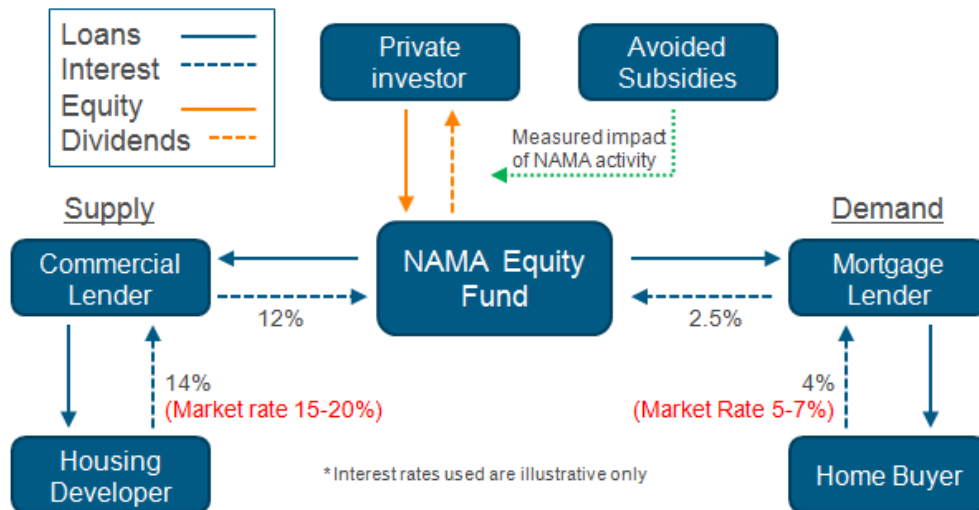 Loans
Interest
Equity
Dividends
Private
investor
Avoided
Subsidies
Measured impact
of NAMA activity
Supply
Demand
Commercial
Lender
NAMA Equity
Fund
Mortgage
Lender
12%
2.5%
14%
(Market rate 15-20%)
4%
(Market Rate 5-7%)
Housing
Developer
*Interest rates used are illustrative only
Home Buyer